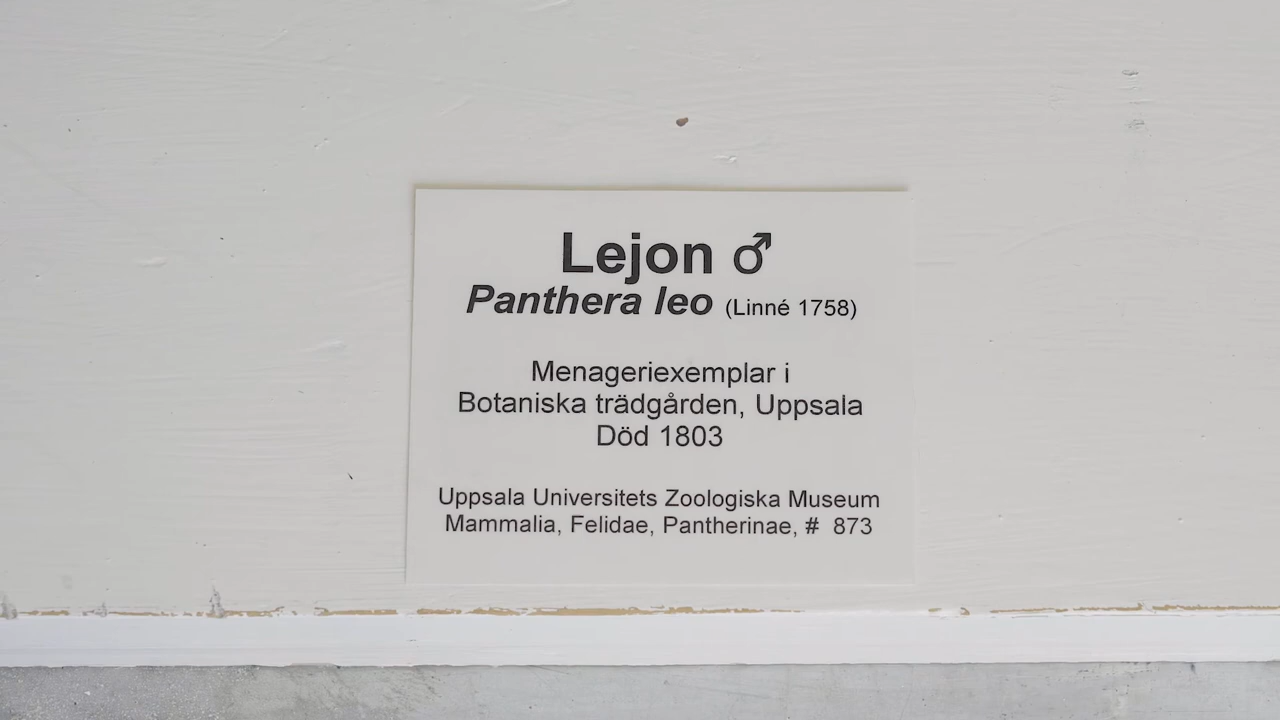 Lejon ♂
Panthera leo (Linné 1758)
Menageriexemplar i
Botaniska trädgården, Uppsala
Död 1803
Uppsala Universitets Zoologiska Museum
Mammalia, Felidae, Pantherinae, # 873